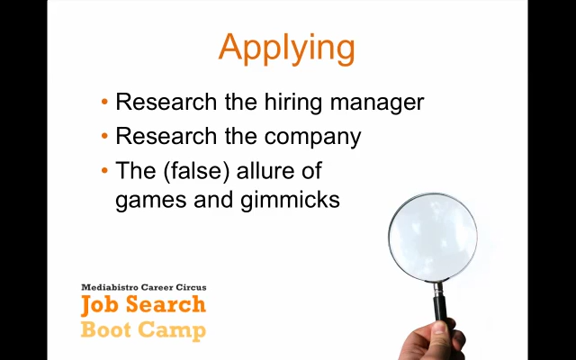 Applying
• Research the hiring manager
• Research the company
• The (false) allure of
games and gimmicks
Mediabistro Career Circus
Job Search
Boot Camp